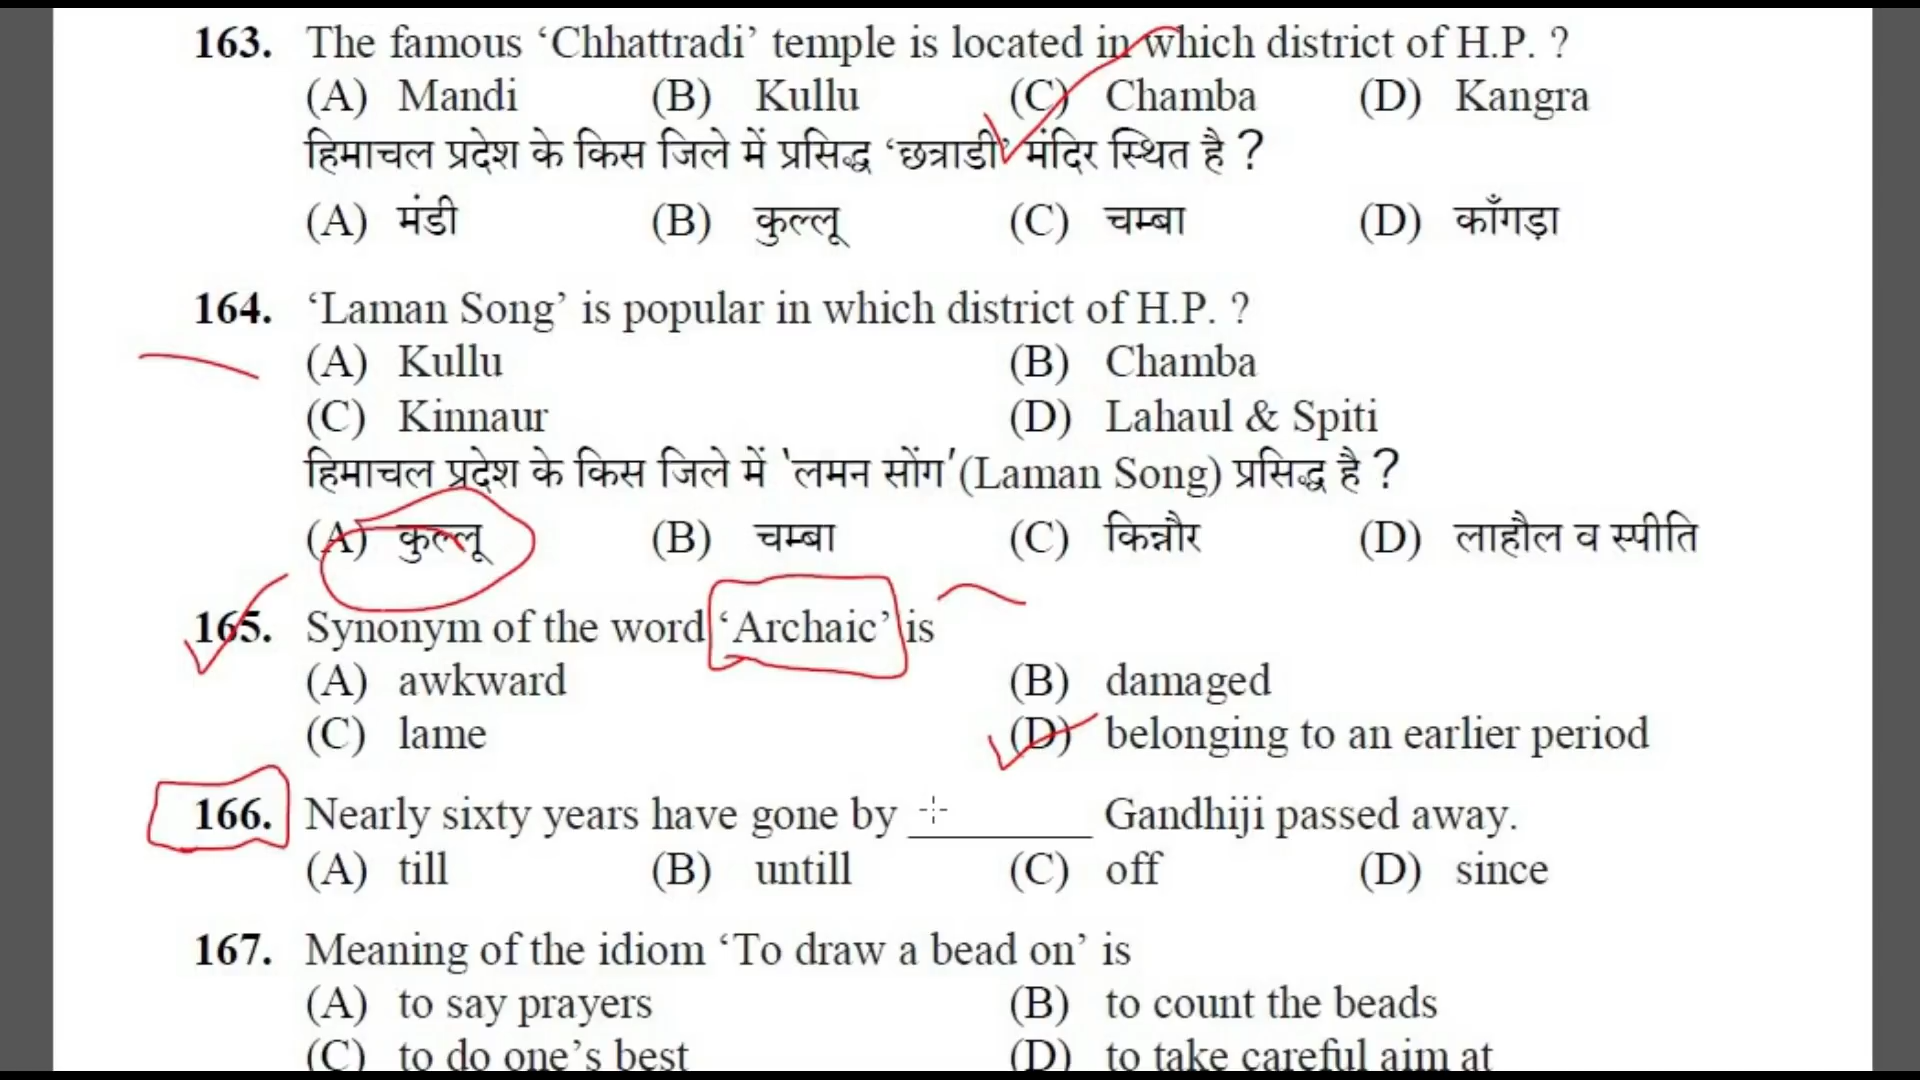 163. The famous ‘Chhattradi’ temple is located in which district of H.P. ?
(A) Mandi (B) Kullu (C) Chamba (D) Kangra
हिमाचल प्रदेश के किस जिले में प्रसिद्ध ‘छत्राडी’ मंदिर स्थित है ?
(A) मंडी (B) कुल्लू (C) चम्बा (D) काँगड़ा
164. ‘Laman Song’ is popular in which district of H.P. ?
(A) Kullu (B) Chamba
(C) Kinnaur (D) Lahaul & Spiti
हिमाचल प्रदेश के किस जिले में 'लमन सोंग'(Laman Song) प्रसिद्ध है ?
(A) कुल्लू (B) चम्बा (C) किन्नौर (D) लाहौल व स्पीति
165. Synonym of the word ‘Archaic’ is
(A) awkward (B) damaged
(C) lame (D) belonging to an earlier period
166. Nearly sixty years have gone by ________ Gandhiji passed away.
(A) till (B) untill (C) off (D) since
167. Meaning of the idiom ‘To draw a bead on’ is
(A) to say prayers (B) to count the beads
(C) to do one’s best (D) to take careful aim at